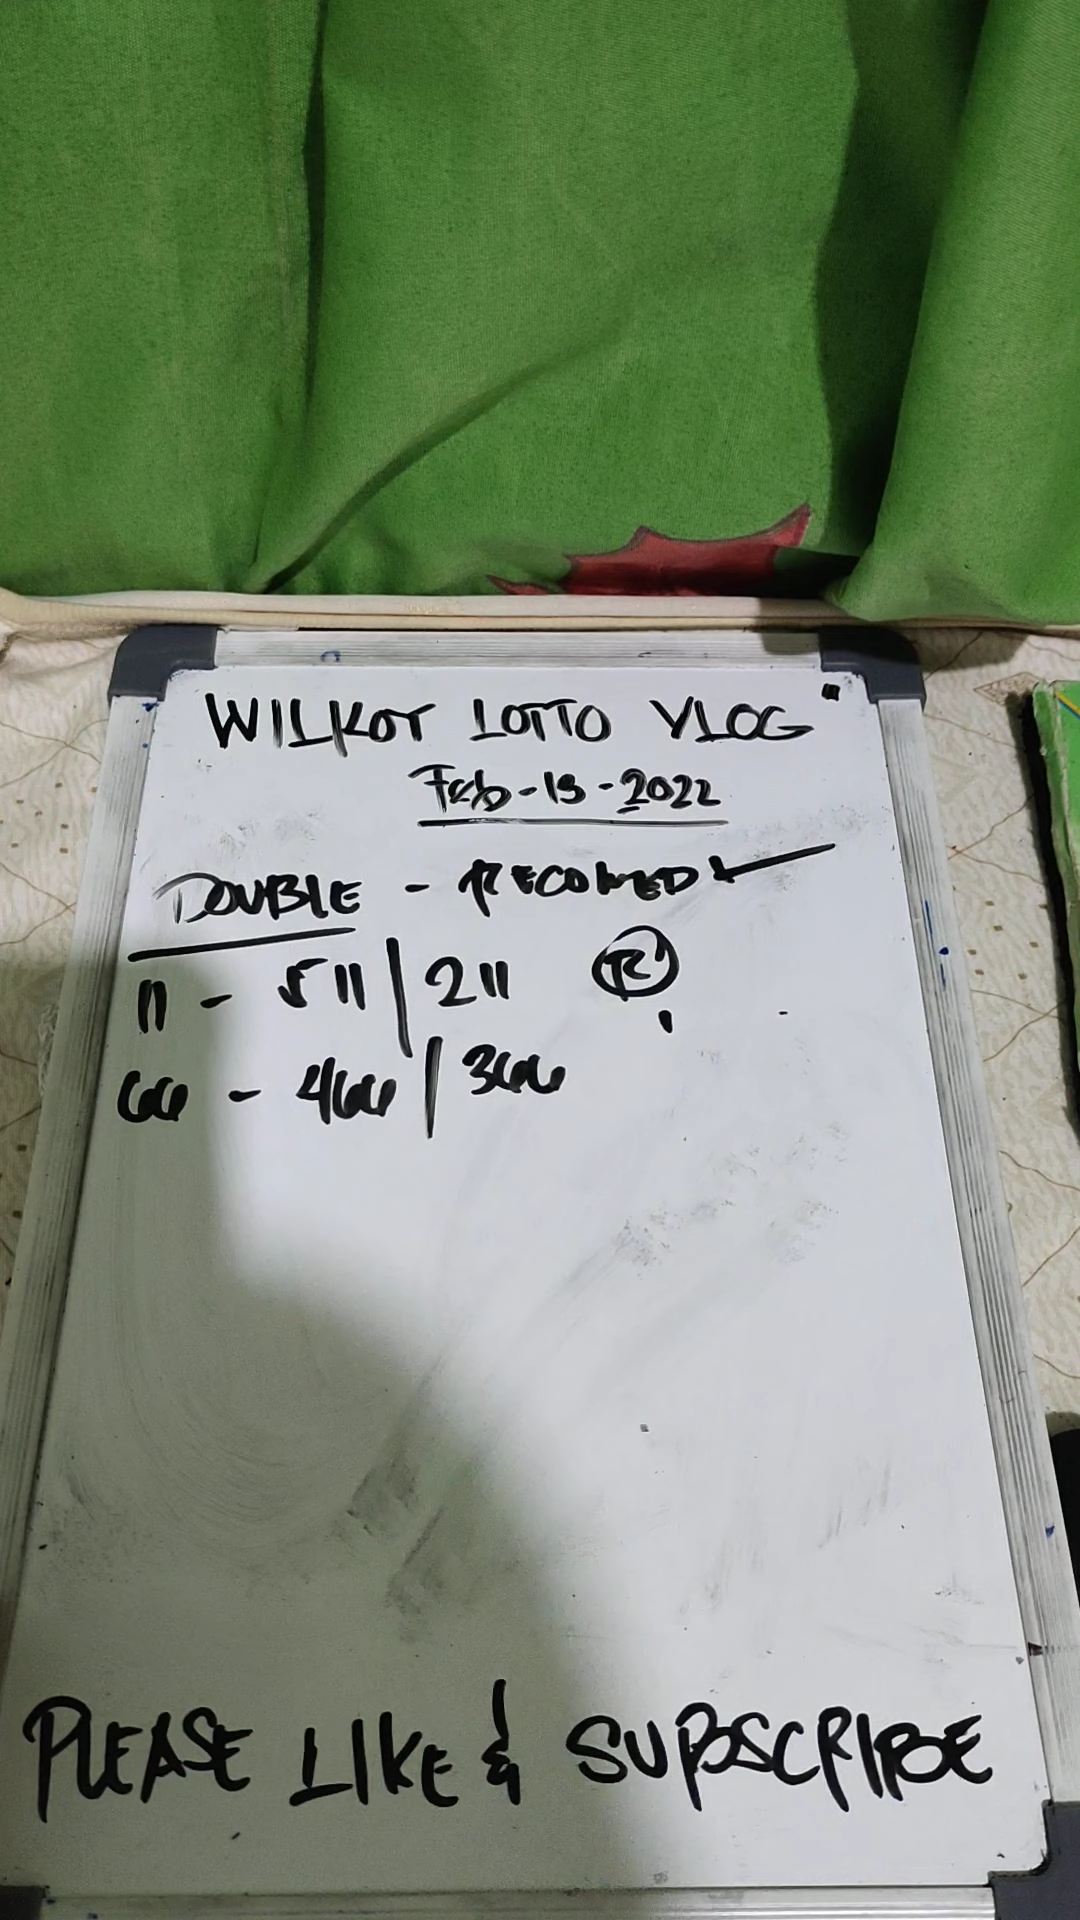 WILKOT LOTTO VLOG"
Feb-13-2022
DOUBLE - RECOMED ✓
11 - 511 | 211 Ⓡ
66 - 466 | 366
PLEASE LIKE & SUBSCRIBE